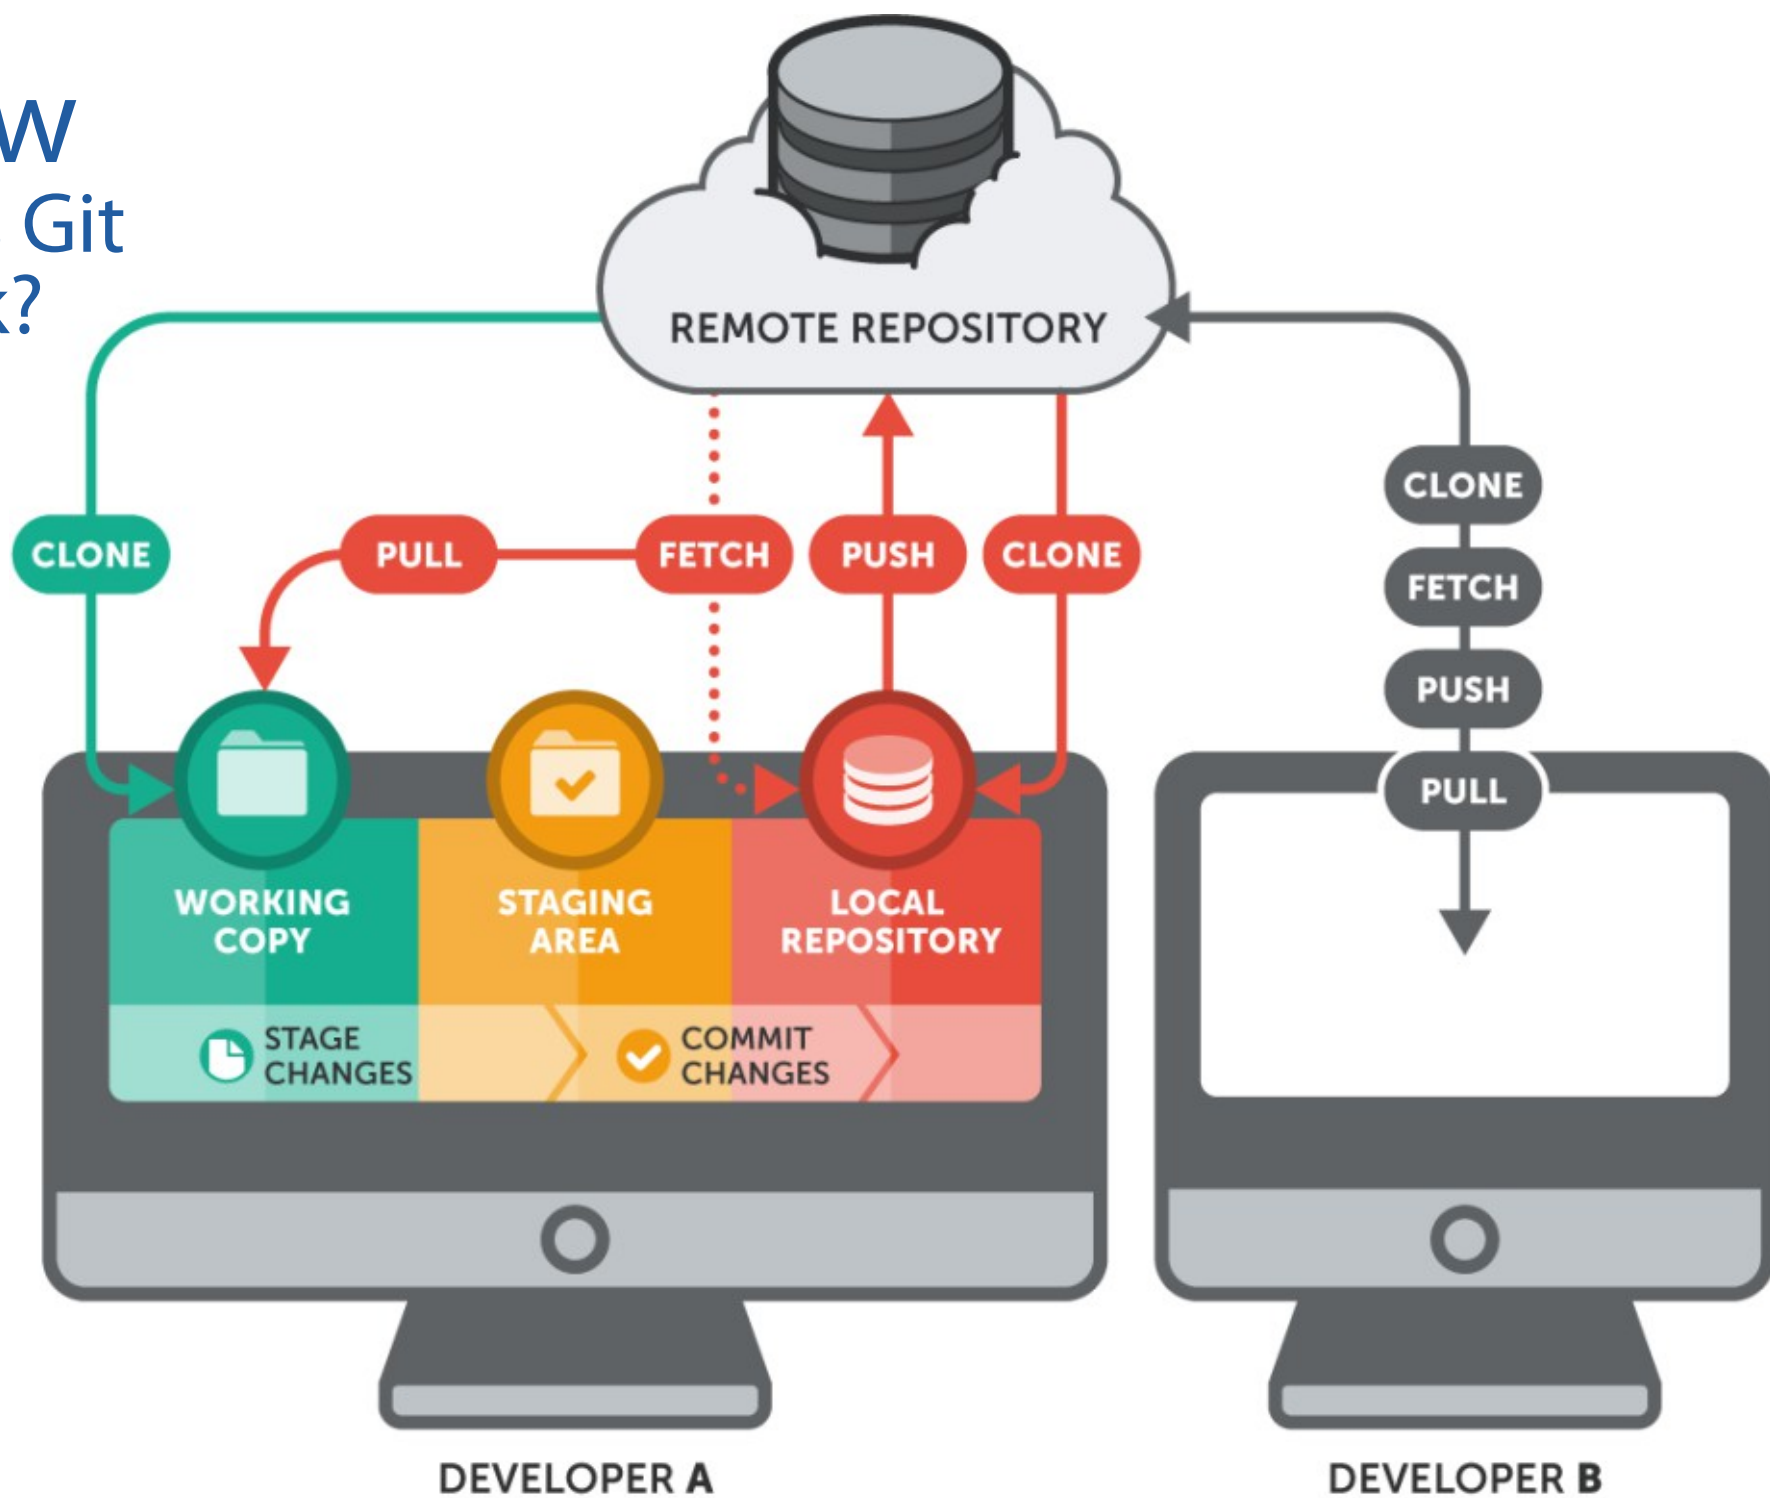 W
Git
k?
REMOTE REPOSITORY
CLONE
PULL
FETCH
PUSH
CLONE
CLONE
FETCH
PUSH
PULL
WORKING
COPY
STAGING
AREA
LOCAL
REPOSITORY
STAGE
CHANGES
COMMIT
CHANGES
DEVELOPER A
DEVELOPER B